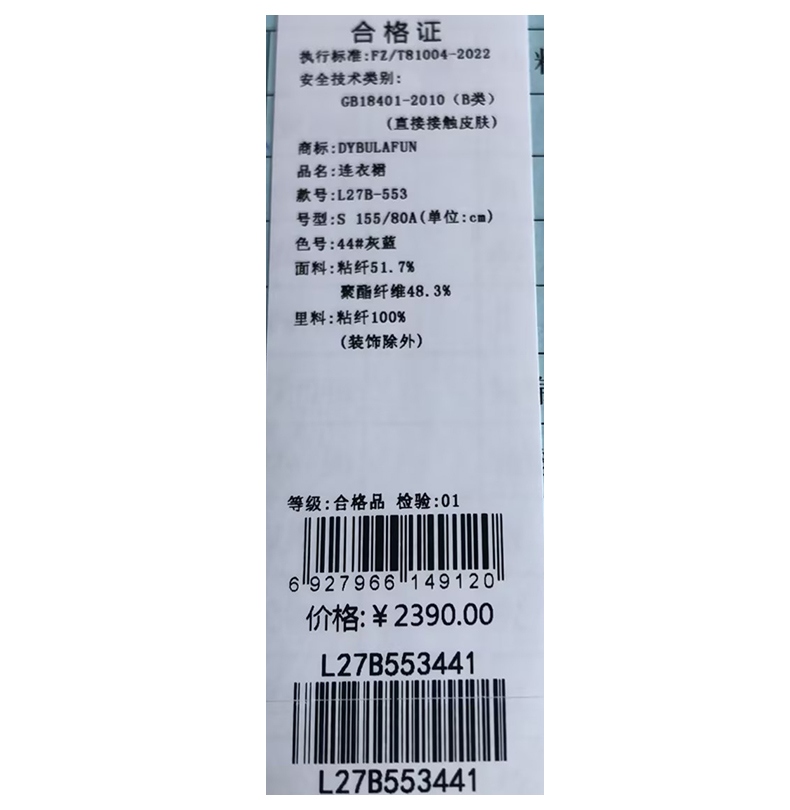 合格证
执行标准:FZ/T81004-2022
安全技术类别:
GB18401-2010（B类）
(直接接触皮肤)
商标:DYBULAFUN
品名:连衣裙
款号:L27B-553
号型:S 155/80A(单位:cm)
色号:44#灰蓝
面料:粘纤51.7%
聚酯纤维48.3%
里料:粘纤100%
(装饰除外)
等级:合格品 检验:01
6 927966 149120
价格:¥2390.00
L27B553441
L27B553441